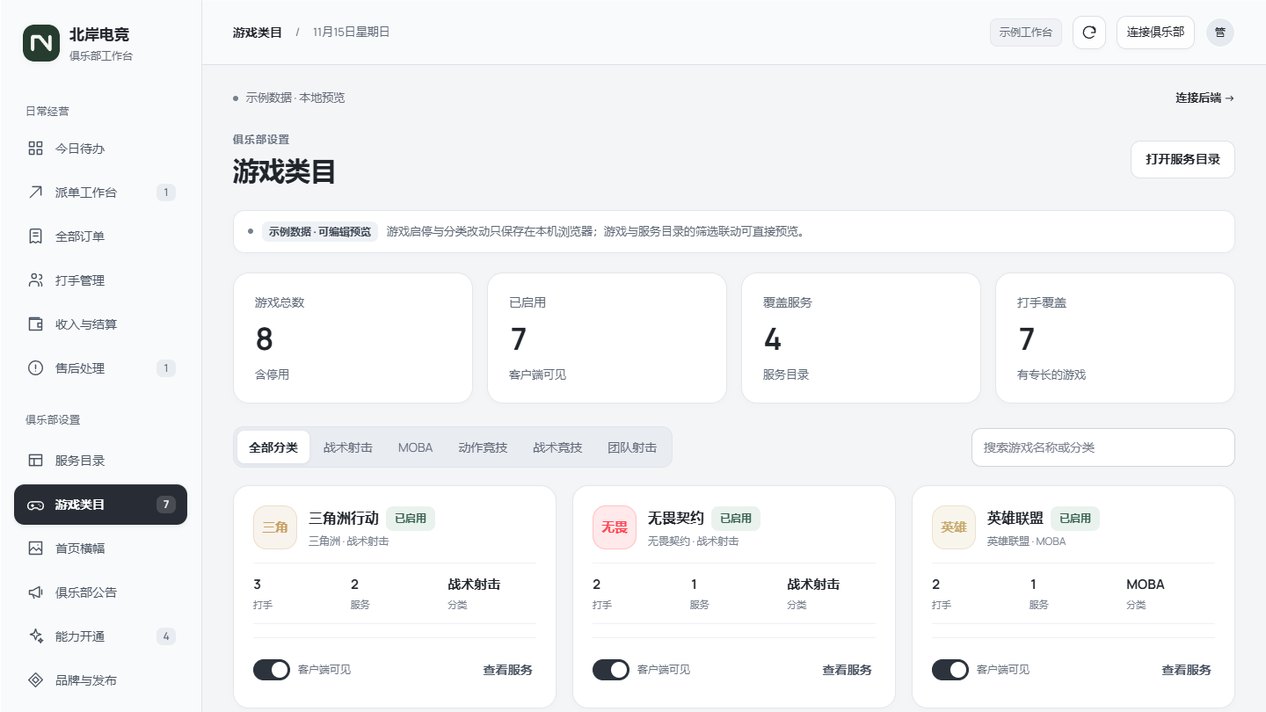 北岸电竞
俱乐部工作台
日常经营
今日待办
派单工作台 1
全部订单
打手管理
收入与结算
售后处理 1
俱乐部设置
服务目录
游戏类目 7
首页横幅
俱乐部公告
能力开通 4
品牌与发布
游戏类目 / 11月15日星期日
示例工作台
连接俱乐部
管
示例数据 · 本地预览
连接后端 →
俱乐部设置
游戏类目
打开服务目录
示例数据 · 可编辑预览 游戏启停与分类改动只保存在本机浏览器；游戏与服务目录的筛选联动可直接预览。
游戏总数
8
含停用
已启用
7
客户端可见
覆盖服务
4
服务目录
打手覆盖
7
有专长的游戏
全部分类 战术射击 MOBA 动作竞技 战术竞技 团队射击
搜索游戏名称或分类
三角
三角洲行动 已启用
三角洲 · 战术射击
3 2 战术射击
打手 服务 分类
客户端可见 查看服务
无畏
无畏契约 已启用
无畏契约 · 战术射击
2 1 战术射击
打手 服务 分类
客户端可见 查看服务
英雄
英雄联盟 已启用
英雄联盟 · MOBA
2 1 MOBA
打手 服务 分类
客户端可见 查看服务